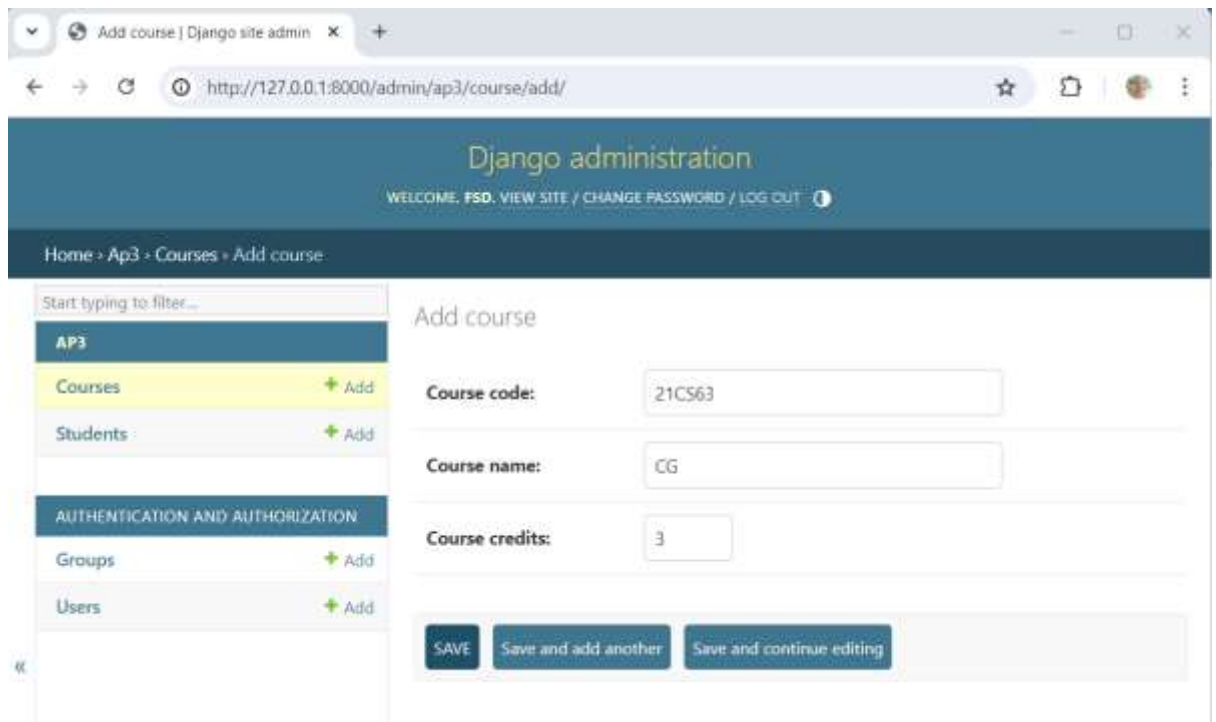 Add course | Django site admin
http://127.0.0.1:8000/admin/ap3/course/add/
Django administration
WELCOME, FSD. VIEW SITE / CHANGE PASSWORD / LOG OUT
Home › Ap3 › Courses › Add course
Start typing to filter...
AP3
Courses + Add
Students + Add
AUTHENTICATION AND AUTHORIZATION
Groups + Add
Users + Add
«
Add course
Course code: 21CS63
Course name: CG
Course credits: 3
SAVE Save and add another Save and continue editing